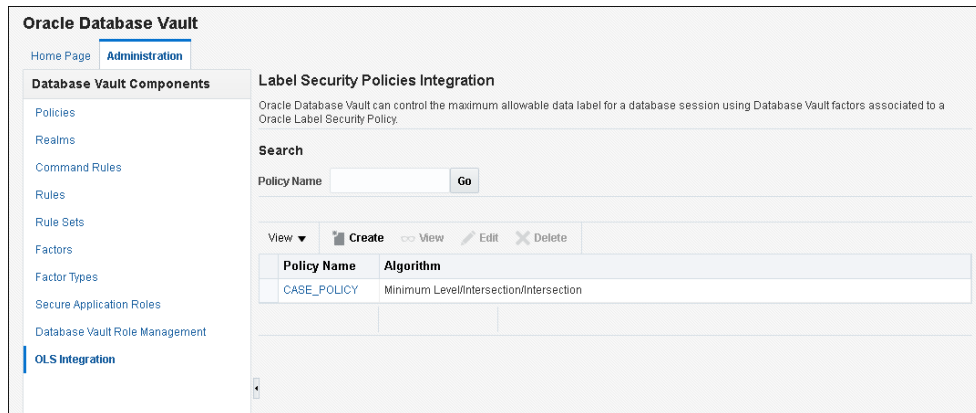 Oracle Database Vault
Home Page
Administration
Database Vault Components
Policies
Realms
Command Rules
Rules
Rule Sets
Factors
Factor Types
Secure Application Roles
Database Vault Role Management
OLS Integration
Label Security Policies Integration
Oracle Database Vault can control the maximum allowable data label for a database session using Database Vault factors associated to a
Oracle Label Security Policy.
Search
Policy Name Go
View Create View Edit Delete
Policy Name Algorithm
CASE_POLICY Minimum Level/Intersection/Intersection